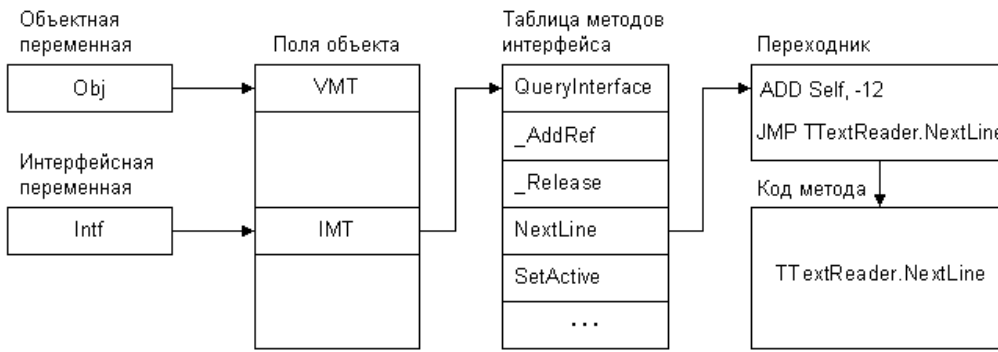 Объектная
переменная
Obj
Интерфейсная
переменная
Intf
Поля объекта
VMT
IMT
Таблица методов
интерфейса
QueryInterface
_AddRef
_Release
NextLine
SetActive
...
Переходник
ADD Self, -12
JMP TTextReader.NextLine
Код метода
TTextReader.NextLine